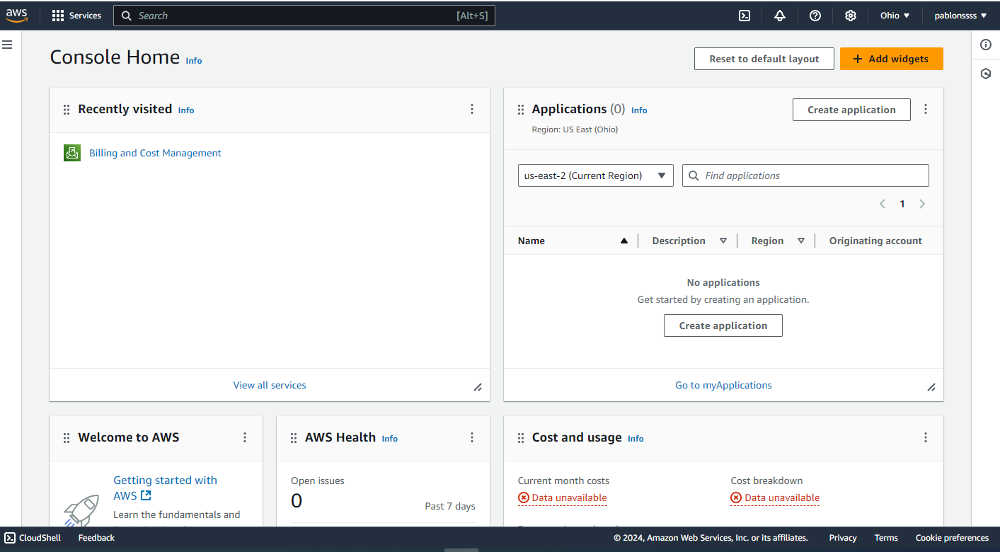 aws
Services
Search
[Alt+S]
Ohio
pablonssss
Console Home Info
Reset to default layout
+ Add widgets
Recently visited Info
Billing and Cost Management
View all services
Applications (0) Info
Region: US East (Ohio)
Create application
us-east-2 (Current Region)
Find applications
1
Name
Description
Region
Originating account
No applications
Get started by creating an application.
Create application
Go to myApplications
Welcome to AWS
Getting started with
AWS
Learn the fundamentals and
AWS Health Info
Open issues
0
Past 7 days
Cost and usage Info
Current month costs
Data unavailable
Cost breakdown
Data unavailable
CloudShell
Feedback
© 2024, Amazon Web Services, Inc. or its affiliates.
Privacy
Terms
Cookie preferences